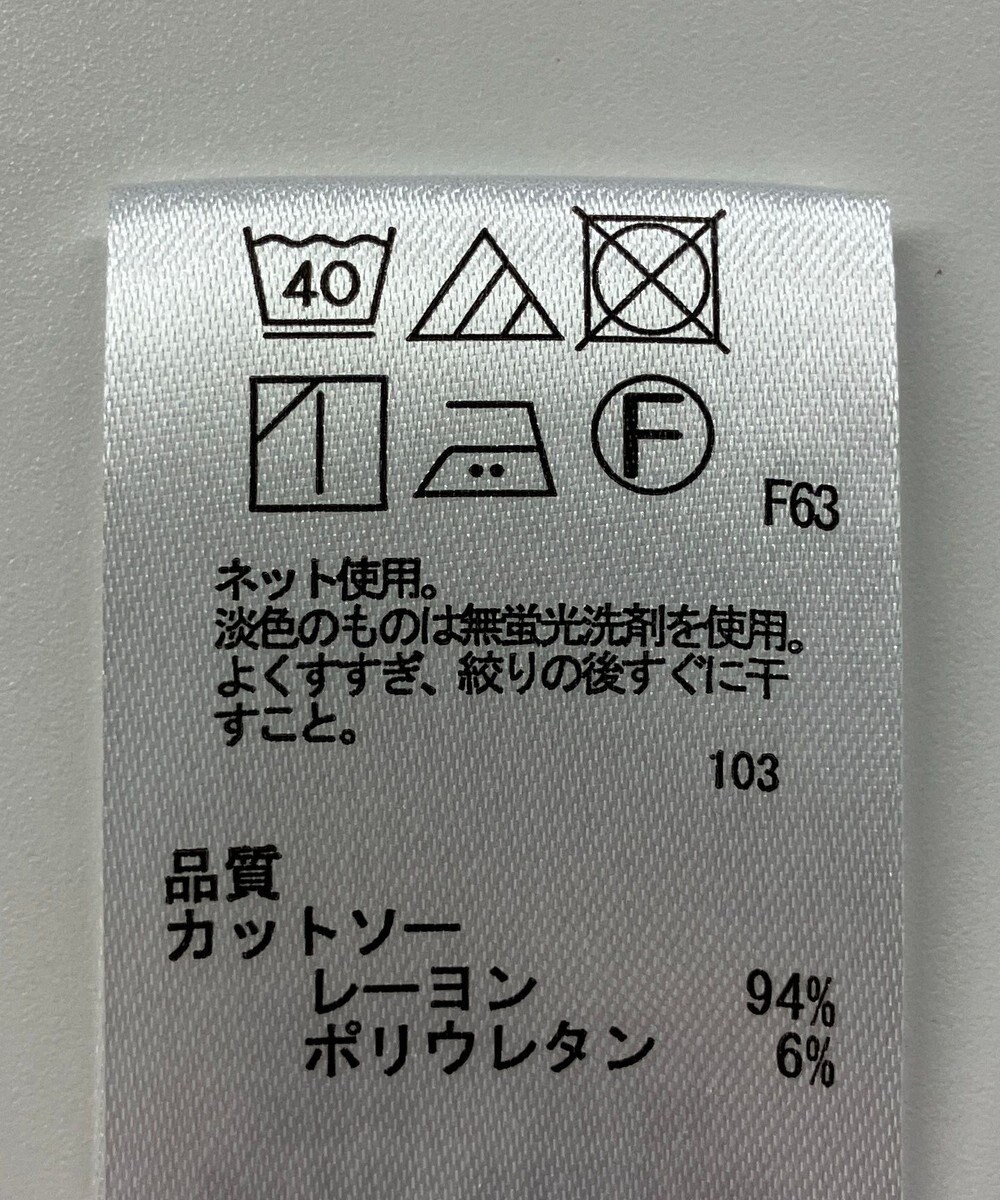 40
F
F63
ネット使用。
淡色のものは無蛍光洗剤を使用。
よくすすぎ、絞りの後すぐに干
すこと。
103
品質
カットソー
レーヨン 94%
ポリウレタン 6%